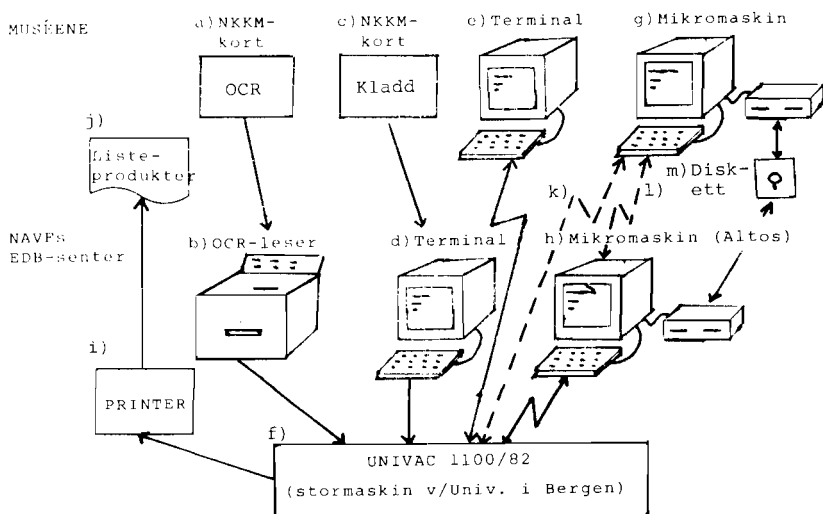 MUSÉENE
a) NKKM-
kort
OCR
c) NKKM-
kort
Kladd
e) Terminal
g) Mikromaskin
j)
Liste-
produkter
m) Disk-
ett
k)
l)
NAVFs
EDB-senter
b) OCR-leser
d) Terminal
h) Mikromaskin (Altos)
i)
PRINTER
f)
UNIVAC 1100/82
(stormaskin v/Univ. i Bergen)